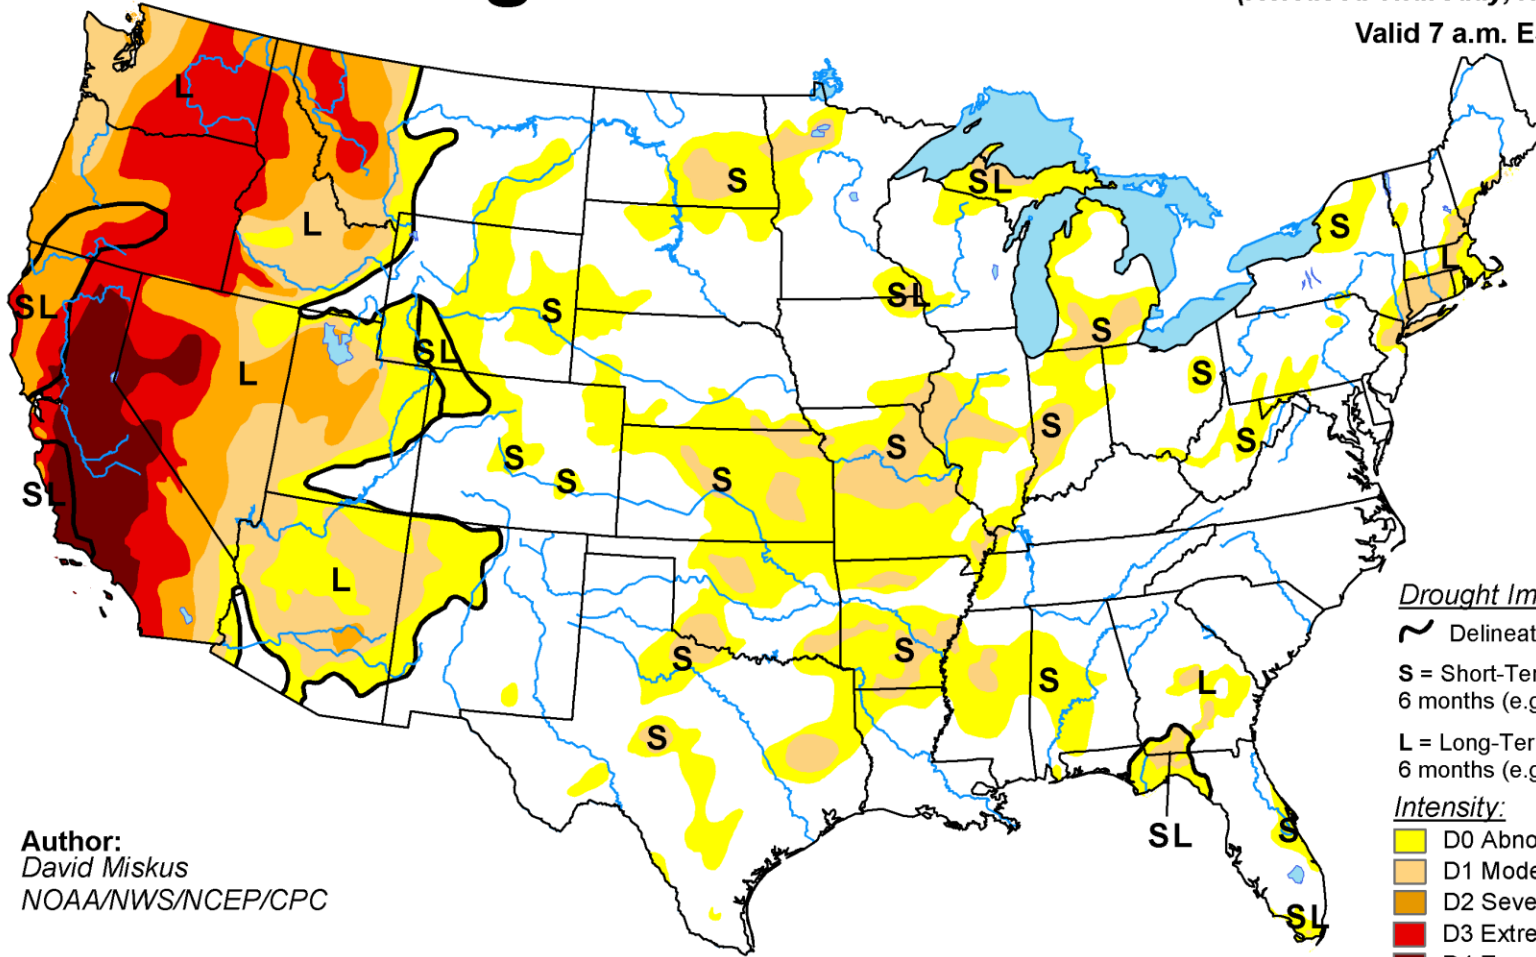 Valid 7 a.m. E
L
S
SL
S
L
L
SL
S
SL
S
L
SL
S
S
S
S
S
S
S
S
SL
L
S
S
S
L
S
SL
S
SL
Drought Im
Delineat
S = Short-Ter
6 months (e.g
L = Long-Ter
6 months (e.g
Intensity:
D0 Abno
D1 Mode
D2 Seve
D3 Extre
Author:
David Miskus
NOAA/NWS/NCEP/CPC